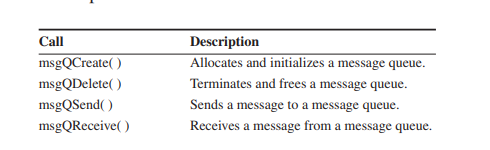 Call Description
msgQCreate( ) Allocates and initializes a message queue.
msgQDelete( ) Terminates and frees a message queue.
msgQSend( ) Sends a message to a message queue.
msgQReceive( ) Receives a message from a message queue.